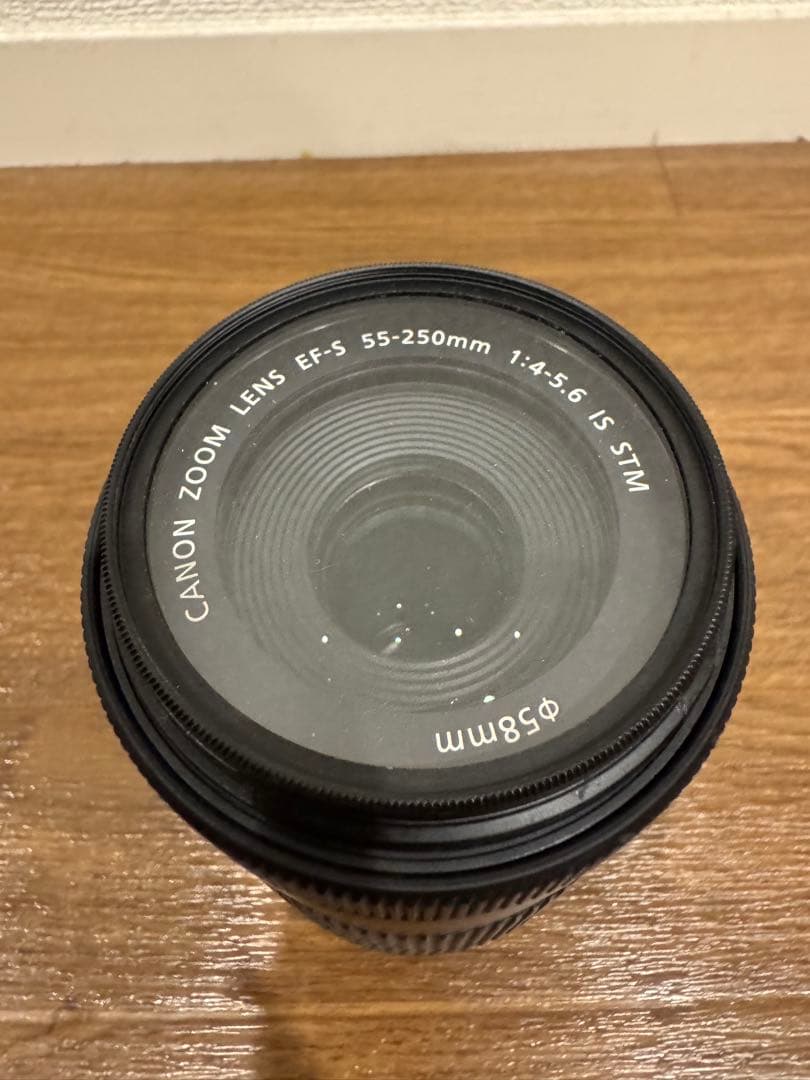 CANON ZOOM LENS EF-S 55-250mm 1:4-5.6 IS STM
φ58mm